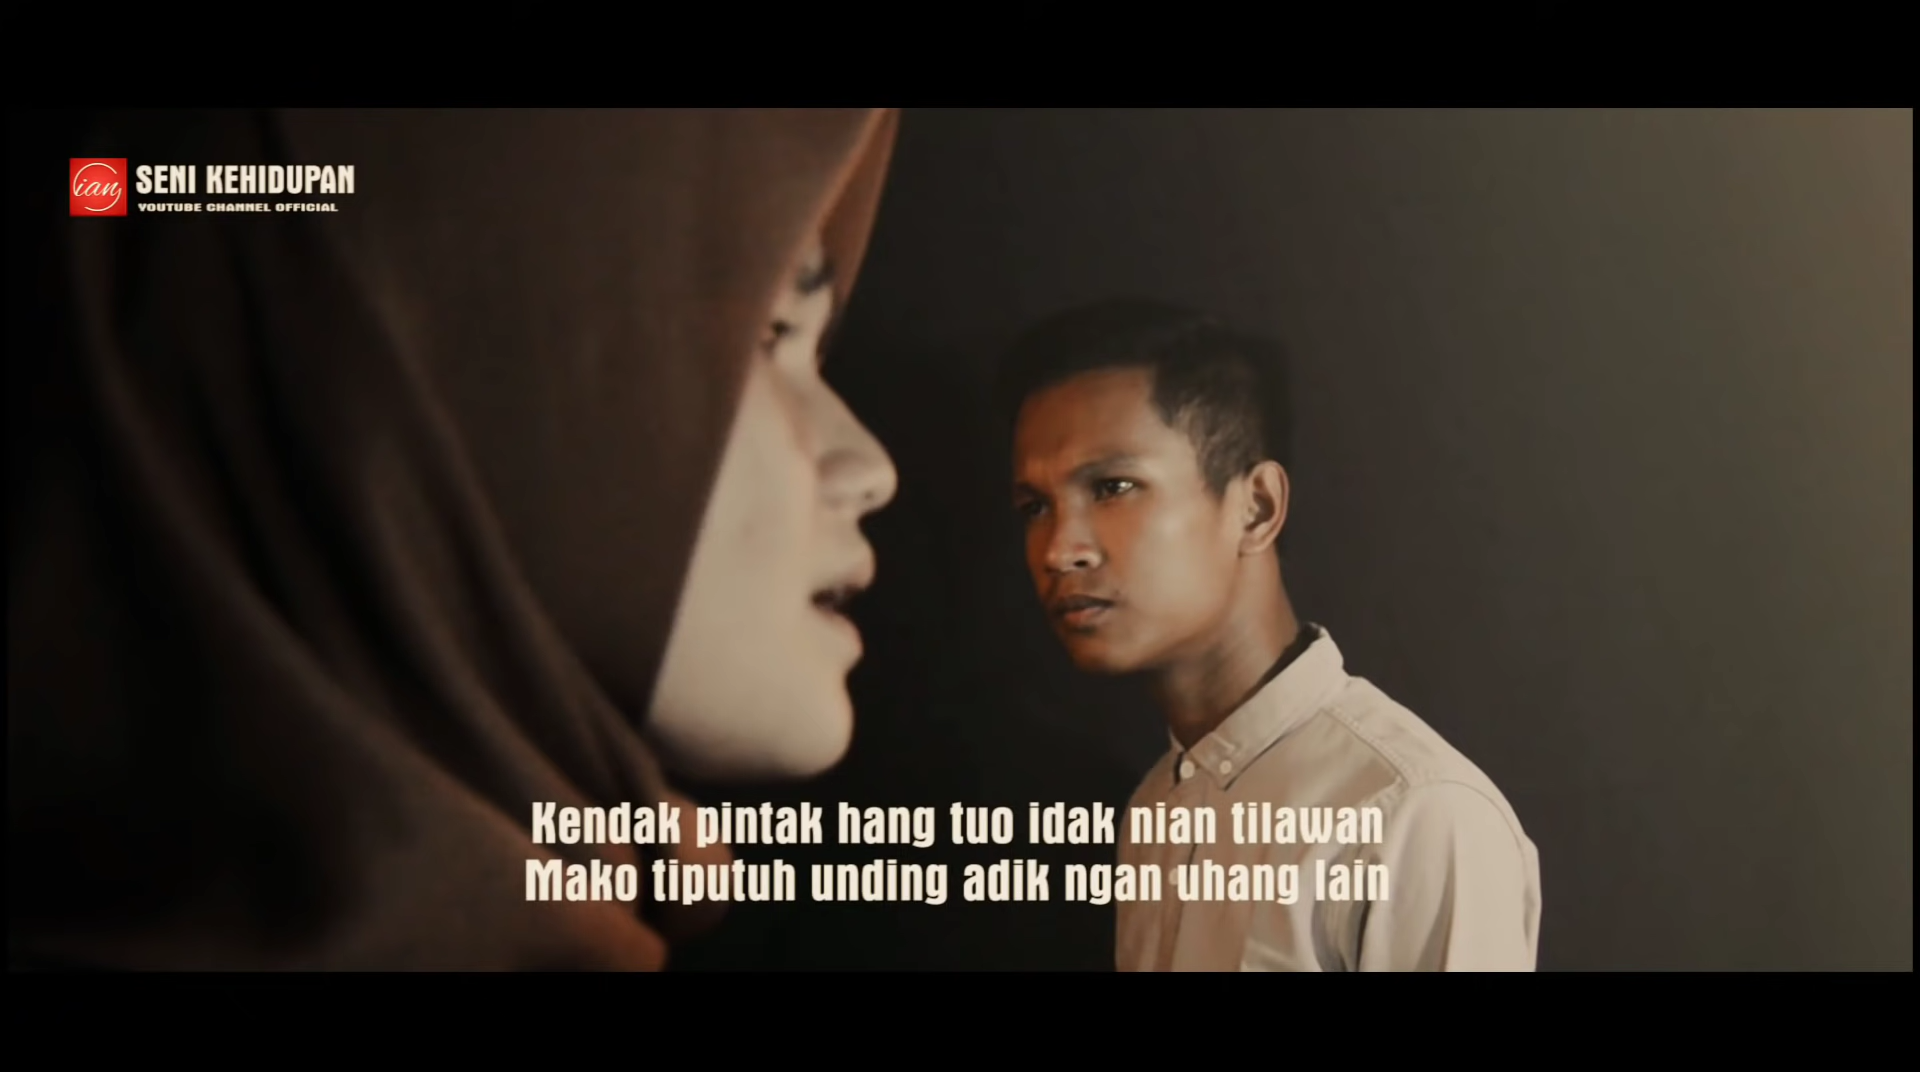 ian
SENI KEHIDUPAN
YOUTUBE CHANNEL OFFICIAL
Kendak pintak hang tuo idak nian tilawan
Mako tiputuh unding adik ngan uhang lain